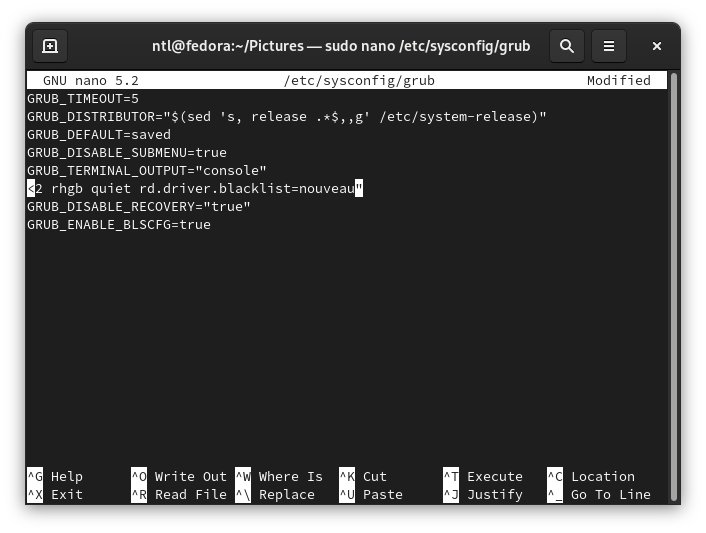 ntl@fedora:~/Pictures — sudo nano /etc/sysconfig/grub
GNU nano 5.2 /etc/sysconfig/grub Modified
GRUB_TIMEOUT=5
GRUB_DISTRIBUTOR="$(sed 's, release .*$,,g' /etc/system-release)"
GRUB_DEFAULT=saved
GRUB_DISABLE_SUBMENU=true
GRUB_TERMINAL_OUTPUT="console"
<2 rhgb quiet rd.driver.blacklist=nouveau"
GRUB_DISABLE_RECOVERY="true"
GRUB_ENABLE_BLSCFG=true
^G Help ^O Write Out ^W Where Is ^K Cut ^T Execute ^C Location
^X Exit ^R Read File ^\ Replace ^U Paste ^J Justify ^_ Go To Line